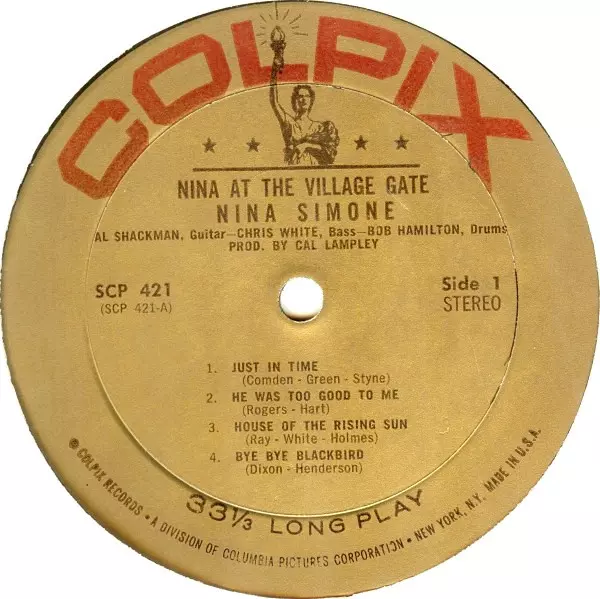 COLPIX
NINA AT THE VILLAGE GATE
NINA SIMONE
AL SHACKMAN, Guitar—CHRIS WHITE, Bass—BOB HAMILTON, Drums
PROD. BY CAL LAMPLEY
SCP 421
(SCP 421-A)
Side 1
STEREO
1. JUST IN TIME
(Comden - Green - Styne)
2. HE WAS TOO GOOD TO ME
(Rogers - Hart)
3. HOUSE OF THE RISING SUN
(Ray - White - Holmes)
4. BYE BYE BLACKBIRD
(Dixon - Henderson)
33⅓ LONG PLAY
© COLPIX RECORDS • A DIVISION OF COLUMBIA PICTURES CORPORATION • NEW YORK, N.Y. MADE IN U.S.A.